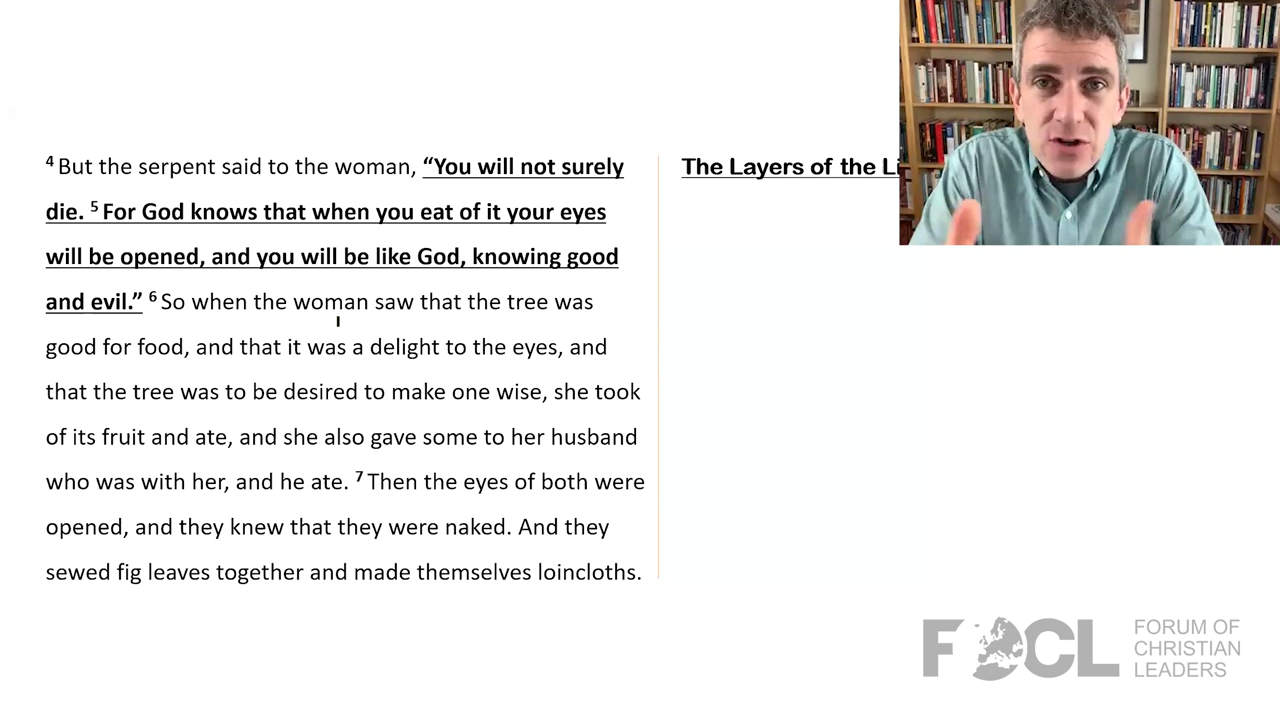 ⁴ But the serpent said to the woman, “You will not surely
die. ⁵ For God knows that when you eat of it your eyes
will be opened, and you will be like God, knowing good
and evil.” ⁶ So when the woman saw that the tree was
good for food, and that it was a delight to the eyes, and
that the tree was to be desired to make one wise, she took
of its fruit and ate, and she also gave some to her husband
who was with her, and he ate. ⁷ Then the eyes of both were
opened, and they knew that they were naked. And they
sewed fig leaves together and made themselves loincloths.
The Layers of the
FOCL
FORUM OF
CHRISTIAN
LEADERS